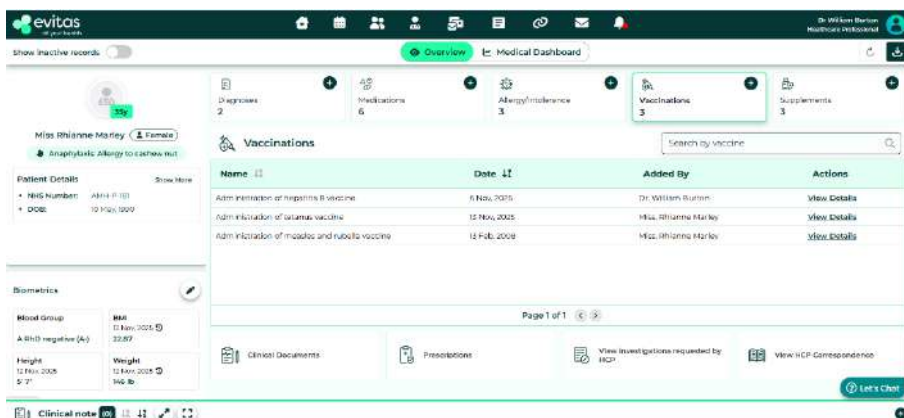 evitas
Dr William Burton
Healthcare Professional
Show inactive records
Overview
Medical Dashboard
35y
Miss Rhianne Marley
Female
Anaphylaxis: Allergy to cashew nut
Patient Details
Show More
NHS Number:
DOB:
10 May, 1990
Diagnoses
2
Medications
6
Allergy/Intolerance
3
Vaccinations
3
Supplements
3
Vaccinations
Search by vaccine
Name
Date
Added By
Actions
Administration of hepatitis B vaccine
Nov, 2025
Dr. William Burton
View Details
Administration of tetanus vaccine
13 Nov, 2025
Miss. Rhianne Marley
View Details
Administration of measles and rubella vaccine
13 Feb, 2008
Miss. Rhianne Marley
View Details
Page 1 of 1
Biometrics
Blood Group
A RhD negative (A-)
BMI
12 Nov, 2025
22.87
Height
12 Nov, 2025
5' 7"
Weight
12 Nov, 2025
146 lb
Clinical Documents
Prescriptions
View Investigations requested by
HCP
View HCP Correspondence
Let's Chat
Clinical note (0)